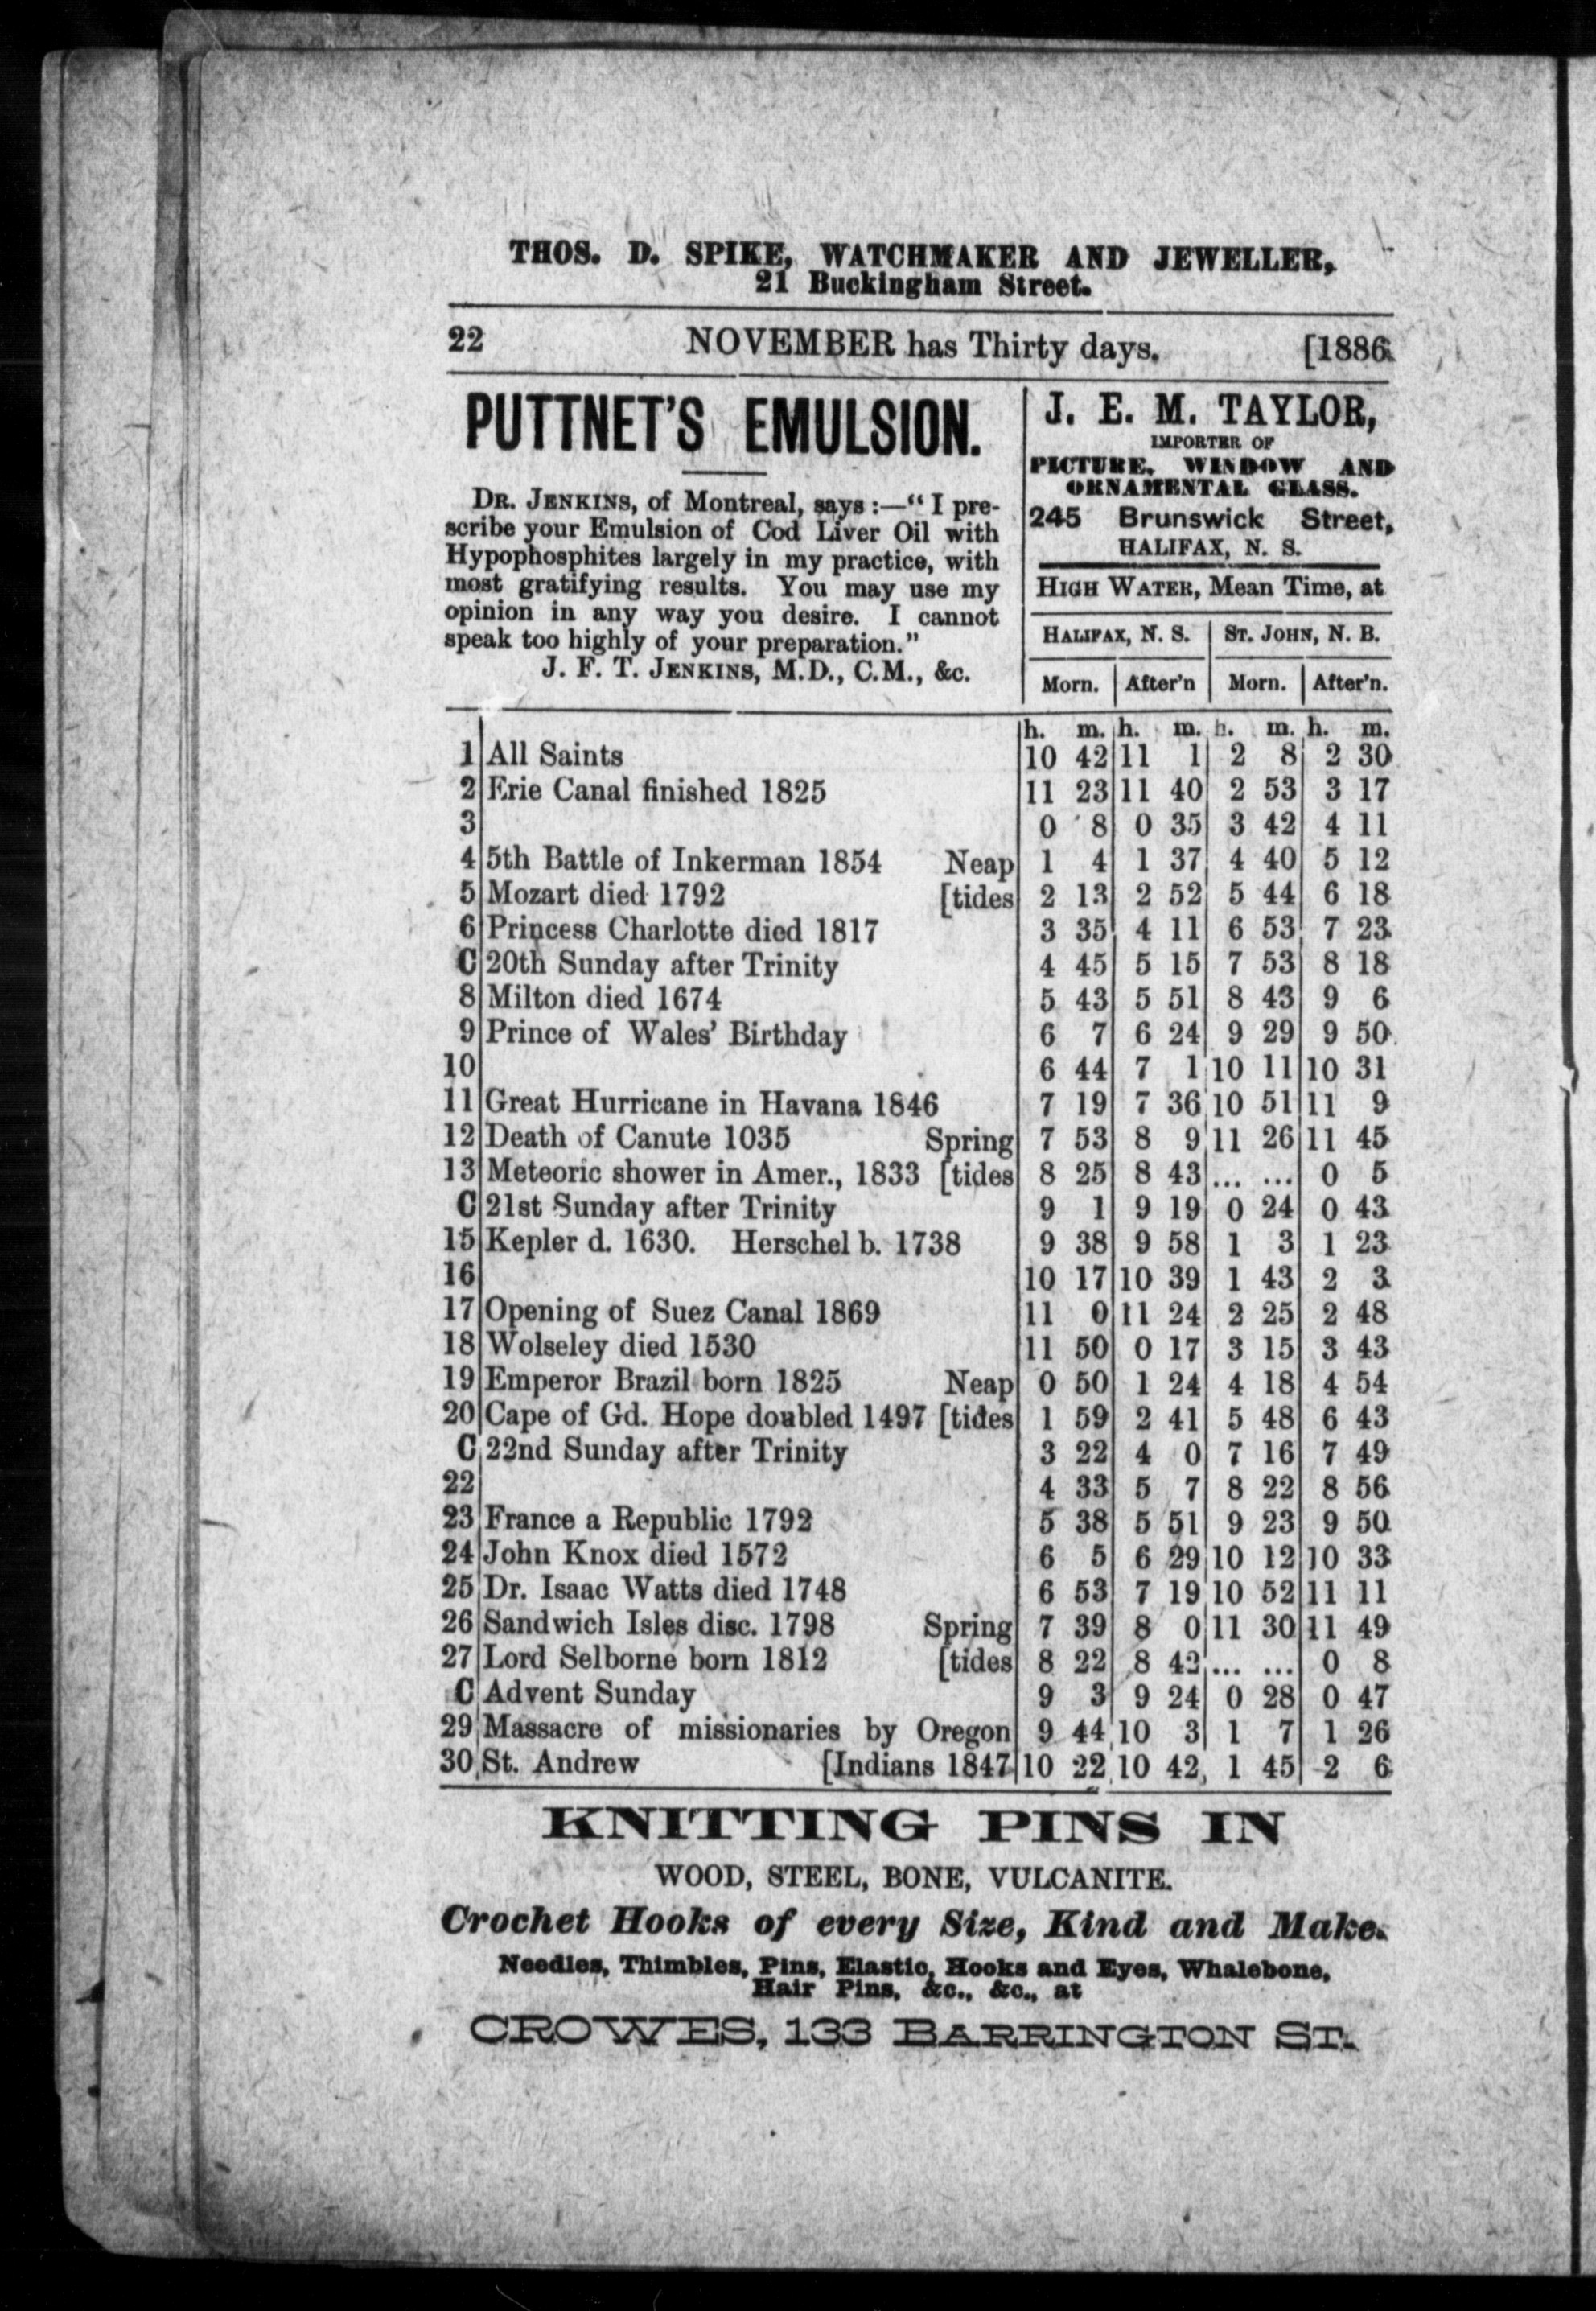 THOS. D. SPIKE, WATCHMAKER AND JEWELLER,
21 Buckingham Street.
22 NOVEMBER has Thirty days. [1886.
PUTTNET'S EMULSION.
DR. JENKINS, of Montreal, says :—“ I pre-
scribe your Emulsion of Cod Liver Oil with
Hypophosphites largely in my practice, with
most gratifying results. You may use my
opinion in any way you desire. I cannot
speak too highly of your preparation.”
J. F. T. JENKINS, M.D., C.M., &c.
J. E. M. TAYLOR,
IMPORTER OF
PICTURE, WINDOW AND
ORNAMENTAL GLASS.
245 Brunswick Street,
HALIFAX, N. S.
HIGH WATER, Mean Time, at
HALIFAX, N. S. ST. JOHN, N. B.
Morn. After'n Morn. After'n.
h. m. h. m. h. m. h. m.
1 All Saints 10 42 11 1 2 8 2 30
2 Erie Canal finished 1825 11 23 11 40 2 53 3 17
3 0 8 0 35 3 42 4 11
4 5th Battle of Inkerman 1854 Neap 1 4 1 37 4 40 5 12
5 Mozart died 1792 [tides 2 13 2 52 5 44 6 18
6 Princess Charlotte died 1817 3 35 4 11 6 53 7 23
C 20th Sunday after Trinity 4 45 5 15 7 53 8 18
8 Milton died 1674 5 43 5 51 8 43 9 6
9 Prince of Wales' Birthday 6 7 6 24 9 29 9 50
10 6 44 7 1 10 11 10 31
11 Great Hurricane in Havana 1846 7 19 7 36 10 51 11 9
12 Death of Canute 1035 Spring 7 53 8 9 11 26 11 45
13 Meteoric shower in Amer., 1833 [tides 8 25 8 43 ... ... 0 5
C 21st Sunday after Trinity 9 1 9 19 0 24 0 43
15 Kepler d. 1630. Herschel b. 1738 9 38 9 58 1 3 1 23
16 10 17 10 39 1 43 2 3
17 Opening of Suez Canal 1869 11 0 11 24 2 25 2 48
18 Wolseley died 1530 11 50 0 17 3 15 3 43
19 Emperor Brazil born 1825 Neap 0 50 1 24 4 18 4 54
20 Cape of Gd. Hope doubled 1497 [tides 1 59 2 41 5 48 6 43
C 22nd Sunday after Trinity 3 22 4 0 7 16 7 49
22 4 33 5 7 8 22 8 56
23 France a Republic 1792 5 38 5 51 9 23 9 50
24 John Knox died 1572 6 5 6 29 10 12 10 33
25 Dr. Isaac Watts died 1748 6 53 7 19 10 52 11 11
26 Sandwich Isles disc. 1798 Spring 7 39 8 0 11 30 11 49
27 Lord Selborne born 1812 [tides 8 22 8 42 ... ... 0 8
C Advent Sunday 9 3 9 24 0 28 0 47
29 Massacre of missionaries by Oregon 9 44 10 3 1 7 1 26
30 St. Andrew [Indians 1847 10 22 10 42 1 45 2 6
KNITTING PINS IN
WOOD, STEEL, BONE, VULCANITE.
Crochet Hooks of every Size, Kind and Make.
Needles, Thimbles, Pins, Elastic, Hooks and Eyes, Whalebone,
Hair Pins, &c., &c., at
CROWES, 133 BARRINGTON ST.